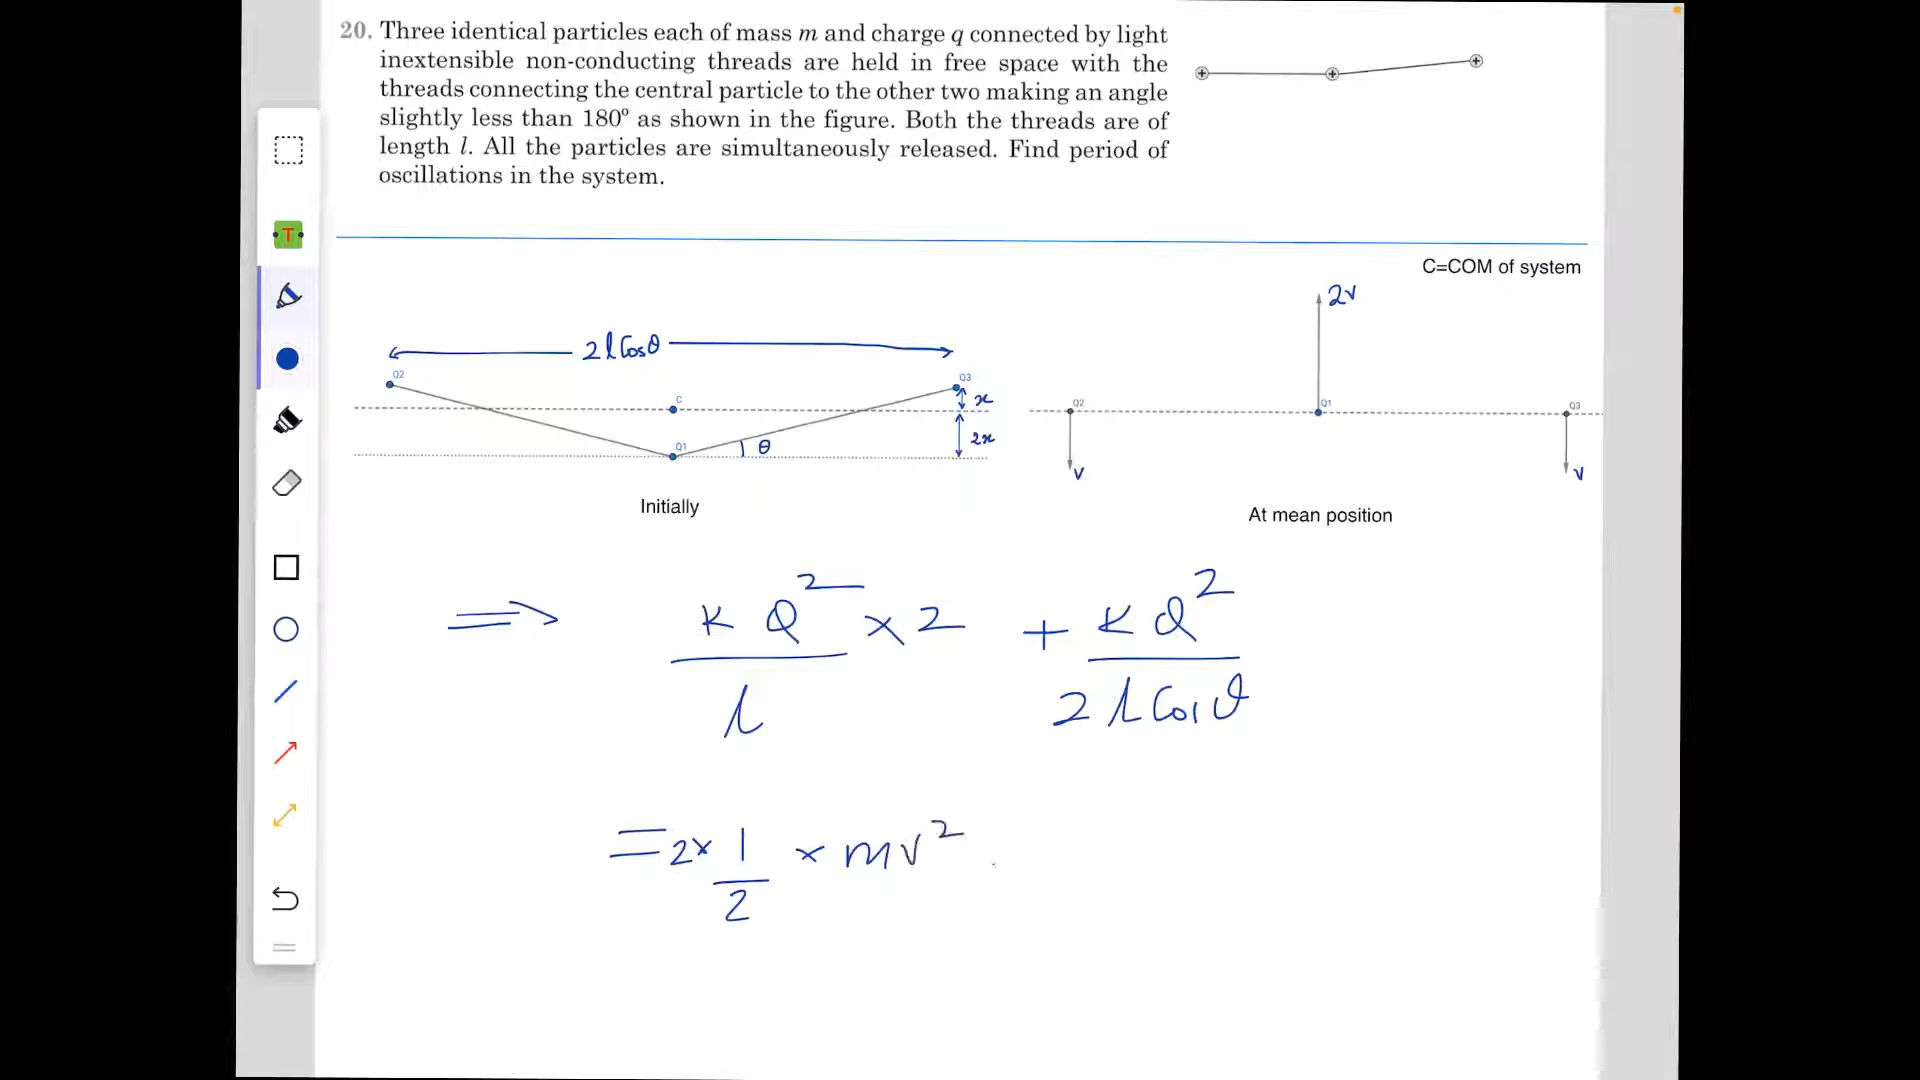 20. Three identical particles each of mass m and charge q connected by light
inextensible non-conducting threads are held in free space with the
threads connecting the central particle to the other two making an angle
slightly less than 180° as shown in the figure. Both the threads are of
length l. All the particles are simultaneously released. Find period of
oscillations in the system.
T
C=COM of system
2v
2lCosθ
Q2
Q3
C
x
Q1
θ
2x
Q2
Q1
Q3
v
v
Initially
At mean position
⇒ KQ²/l × 2 + KQ²/2lCosθ
= 2 × 1/2 × mv²